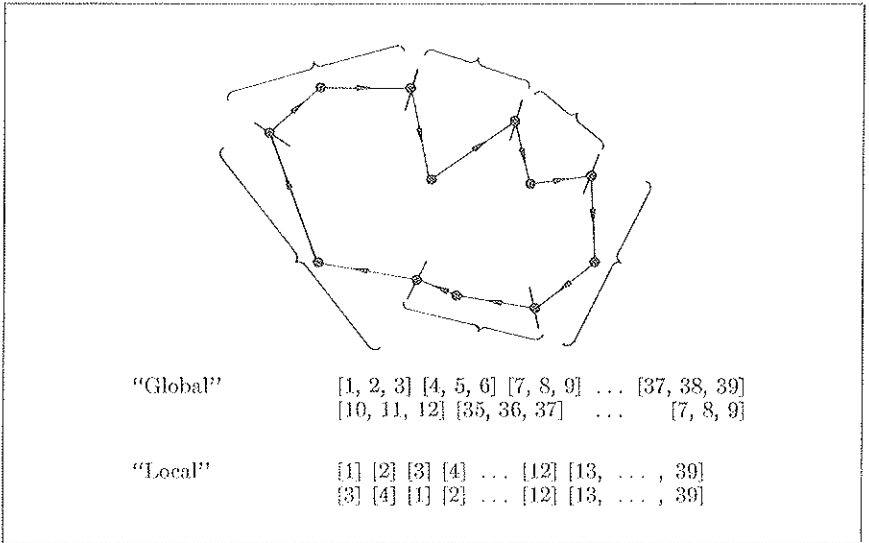 “Global” [1, 2, 3] [4, 5, 6] [7, 8, 9] ... [37, 38, 39]
[10, 11, 12] [35, 36, 37] ... [7, 8, 9]
“Local” [1] [2] [3] [4] ... [12] [13, ... , 39]
[3] [4] [1] [2] ... [12] [13, ... , 39]